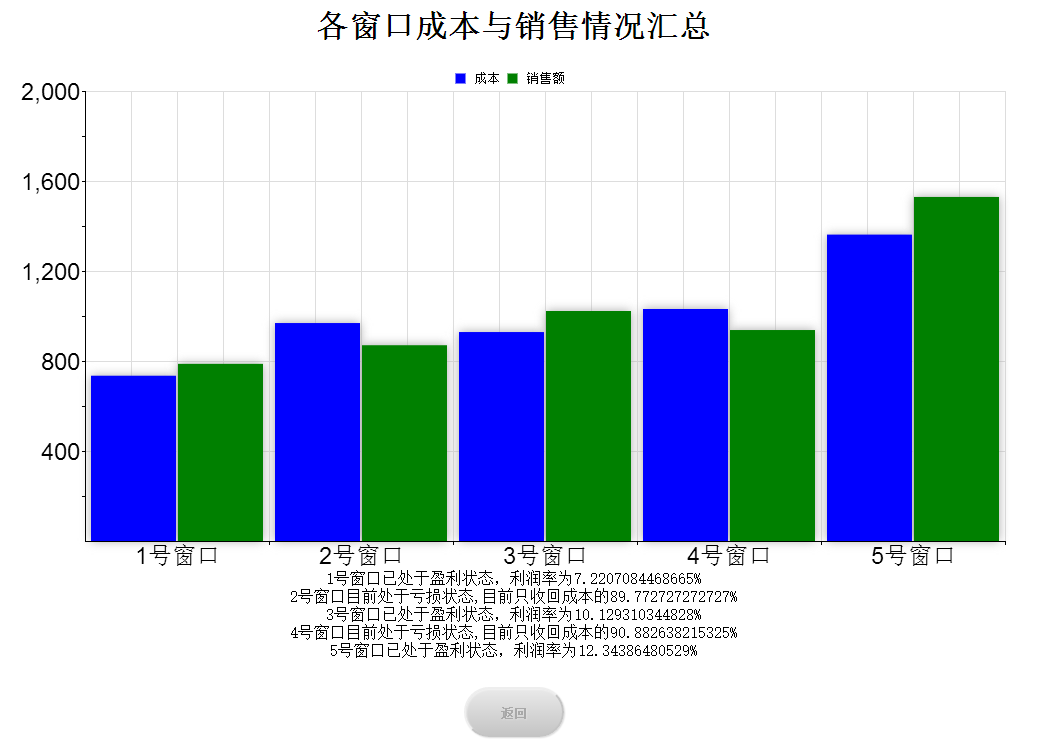 各窗口成本与销售情况汇总
成本 销售额
2,000
1,600
1,200
800
400
1号窗口 2号窗口 3号窗口 4号窗口 5号窗口
1号窗口已处于盈利状态，利润率为7.2207084468665%
2号窗口目前处于亏损状态,目前只收回成本的89.772727272727%
3号窗口已处于盈利状态，利润率为10.129310344828%
4号窗口目前处于亏损状态,目前只收回成本的90.882638215325%
5号窗口已处于盈利状态，利润率为12.34386480529%
返回